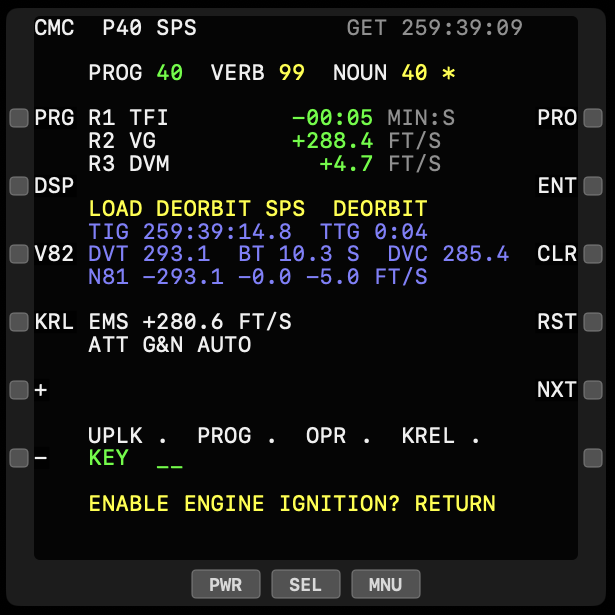 CMC P40 SPS GET 259:39:09
PROG 40 VERB 99 NOUN 40 *
PRG R1 TFI -00:05 MIN:S PRO
R2 VG +288.4 FT/S
R3 DVM +4.7 FT/S
DSP ENT
LOAD DEORBIT SPS DEORBIT
TIG 259:39:14.8 TTG 0:04
V82 DVT 293.1 BT 10.3 S DVC 285.4 CLR
N81 -293.1 -0.0 -5.0 FT/S
KRL EMS +280.6 FT/S RST
ATT G&N AUTO
+ NXT
UPLK . PROG . OPR . KREL .
- KEY __
ENABLE ENGINE IGNITION? RETURN
PWR SEL MNU